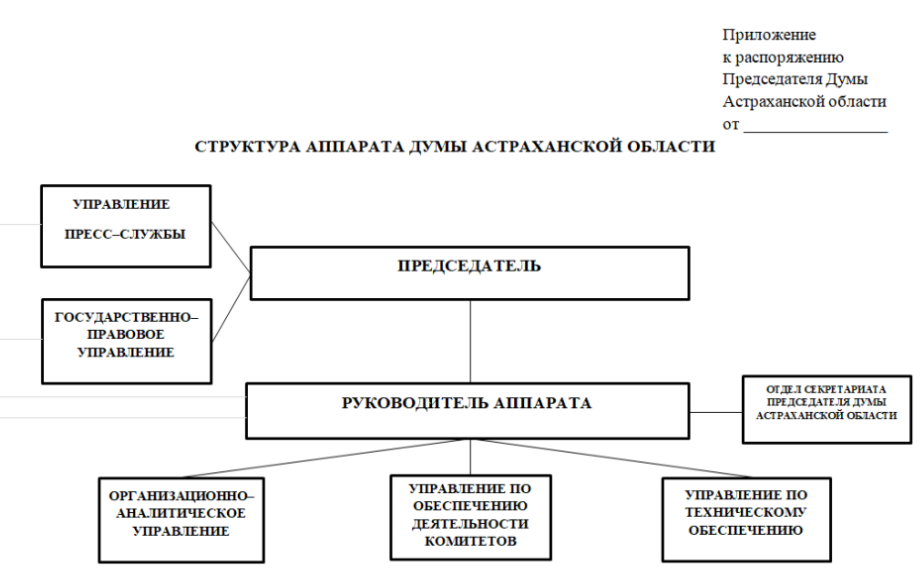 Приложение
к распоряжению
Председателя Думы
Астраханской области
от __________________
СТРУКТУРА АППАРАТА ДУМЫ АСТРАХАНСКОЙ ОБЛАСТИ
УПРАВЛЕНИЕ
ПРЕСС–СЛУЖБЫ
ПРЕДСЕДАТЕЛЬ
ГОСУДАРСТВЕННО–
ПРАВОВОЕ
УПРАВЛЕНИЕ
РУКОВОДИТЕЛЬ АППАРАТА
ОТДЕЛ СЕКРЕТАРИАТА
ПРЕДСЕДАТЕЛЯ ДУМЫ
АСТРАХАНСКОЙ ОБЛАСТИ
ОРГАНИЗАЦИОННО–
АНАЛИТИЧЕСКОЕ
УПРАВЛЕНИЕ
УПРАВЛЕНИЕ ПО
ОБЕСПЕЧЕНИЮ
ДЕЯТЕЛЬНОСТИ
КОМИТЕТОВ
УПРАВЛЕНИЕ ПО
ТЕХНИЧЕСКОМУ
ОБЕСПЕЧЕНИЮ